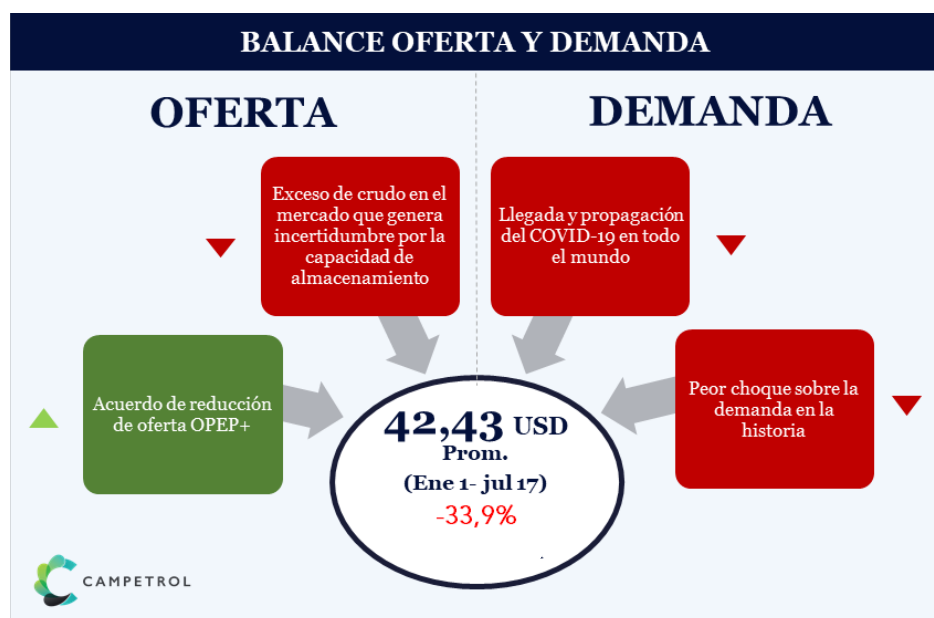 BALANCE OFERTA Y DEMANDA
OFERTA
DEMANDA
Exceso de crudo en el
mercado que genera
incertidumbre por la
capacidad de
almacenamiento
Llegada y propagación
del COVID-19 en todo
el mundo
Acuerdo de reducción
de oferta OPEP+
Peor choque sobre la
demanda en la
historia
42,43 USD
Prom.
(Ene 1- jul 17)
-33,9%
CAMPETROL